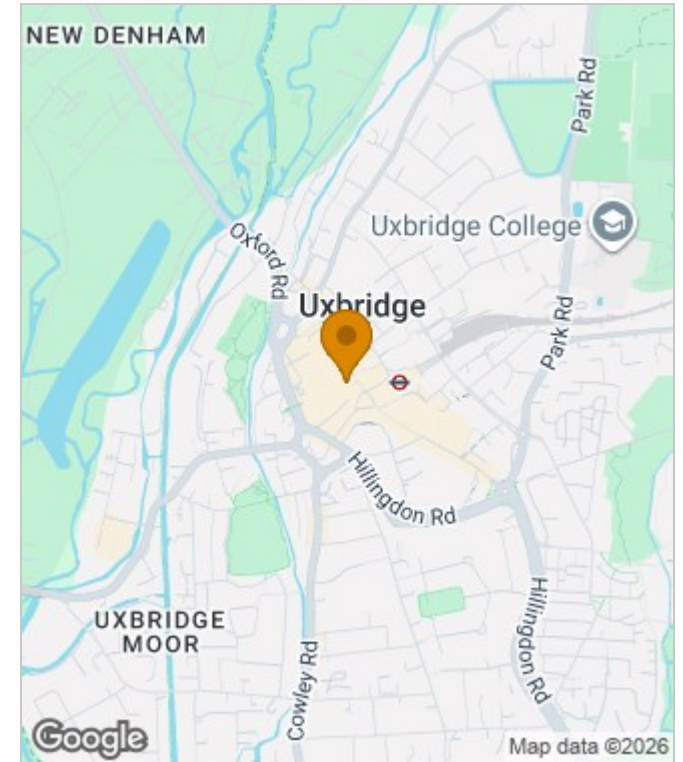 NEW DENHAM
Park Rd
Uxbridge College
Oxford Rd
Uxbridge
Park Rd
Hillingdon Rd
Hillingdon Rd
UXBRIDGE
MOOR
Cowley Rd
Google
Map data ©2026